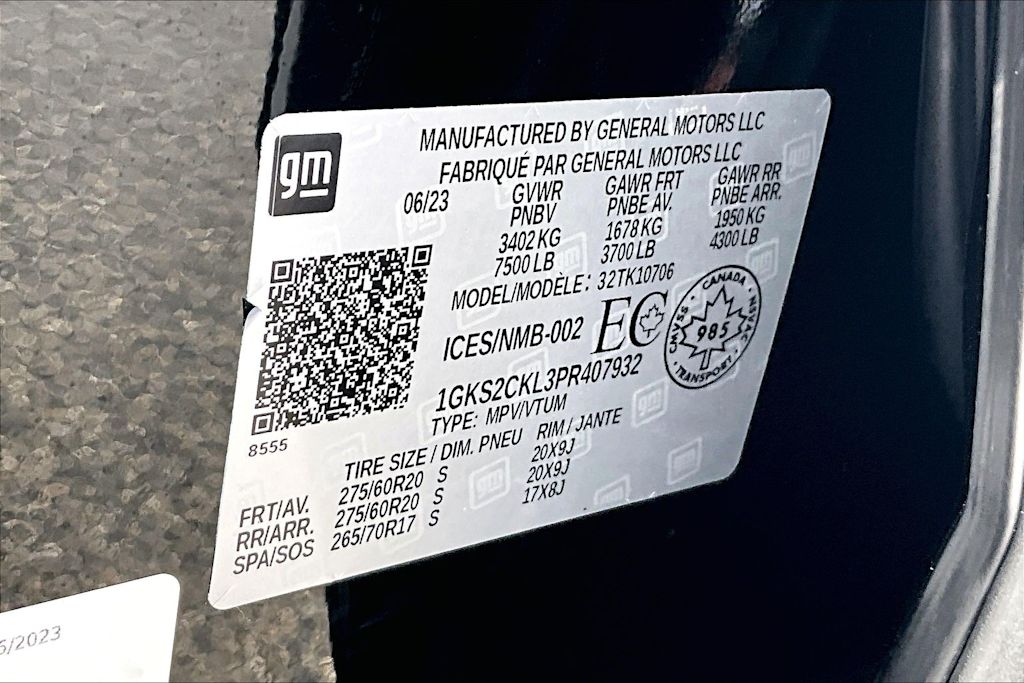 gm
MANUFACTURED BY GENERAL MOTORS LLC
FABRIQUÉ PAR GENERAL MOTORS LLC
06/23 GVWR GAWR FRT GAWR RR
PNBV PNBE AV. PNBE ARR.
3402 KG 1678 KG 1950 KG
7500 LB 3700 LB 4300 LB
MODEL/MODÈLE: 32TK10706
ICES/NMB-002 EC
CANADA
CMVSS NSVAC
985
TRANSPORT
1GKS2CKL3PR407932
TYPE: MPV/VTUM
8555
TIRE SIZE / DIM. PNEU RIM / JANTE
FRT/AV. 275/60R20 S 20X9J
RR/ARR. 275/60R20 S 20X9J
SPA/SOS 265/70R17 S 17X8J
/2023